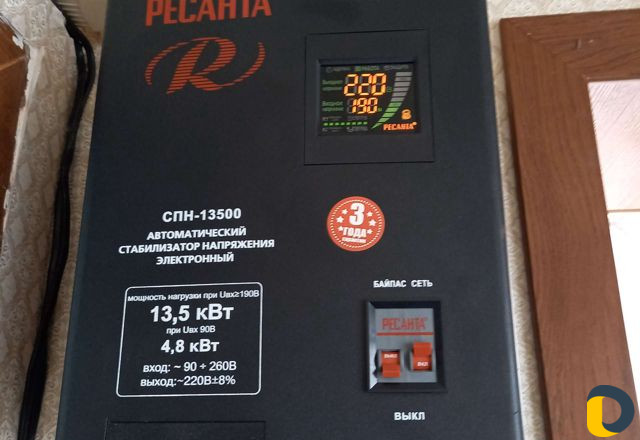 РЕСАНТА
R
220
190
РЕСАНТА
СПН-13500
АВТОМАТИЧЕСКИЙ
СТАБИЛИЗАТОР НАПРЯЖЕНИЯ
ЭЛЕКТРОННЫЙ
3
ГОДА
мощность нагрузки при Uвх≥190В
13,5 кВт
при Uвх 90В
4,8 кВт
вход: ~ 90 ÷ 260В
выход:~220В±8%
БАЙПАС СЕТЬ
РЕСАНТА
ВЫКЛ